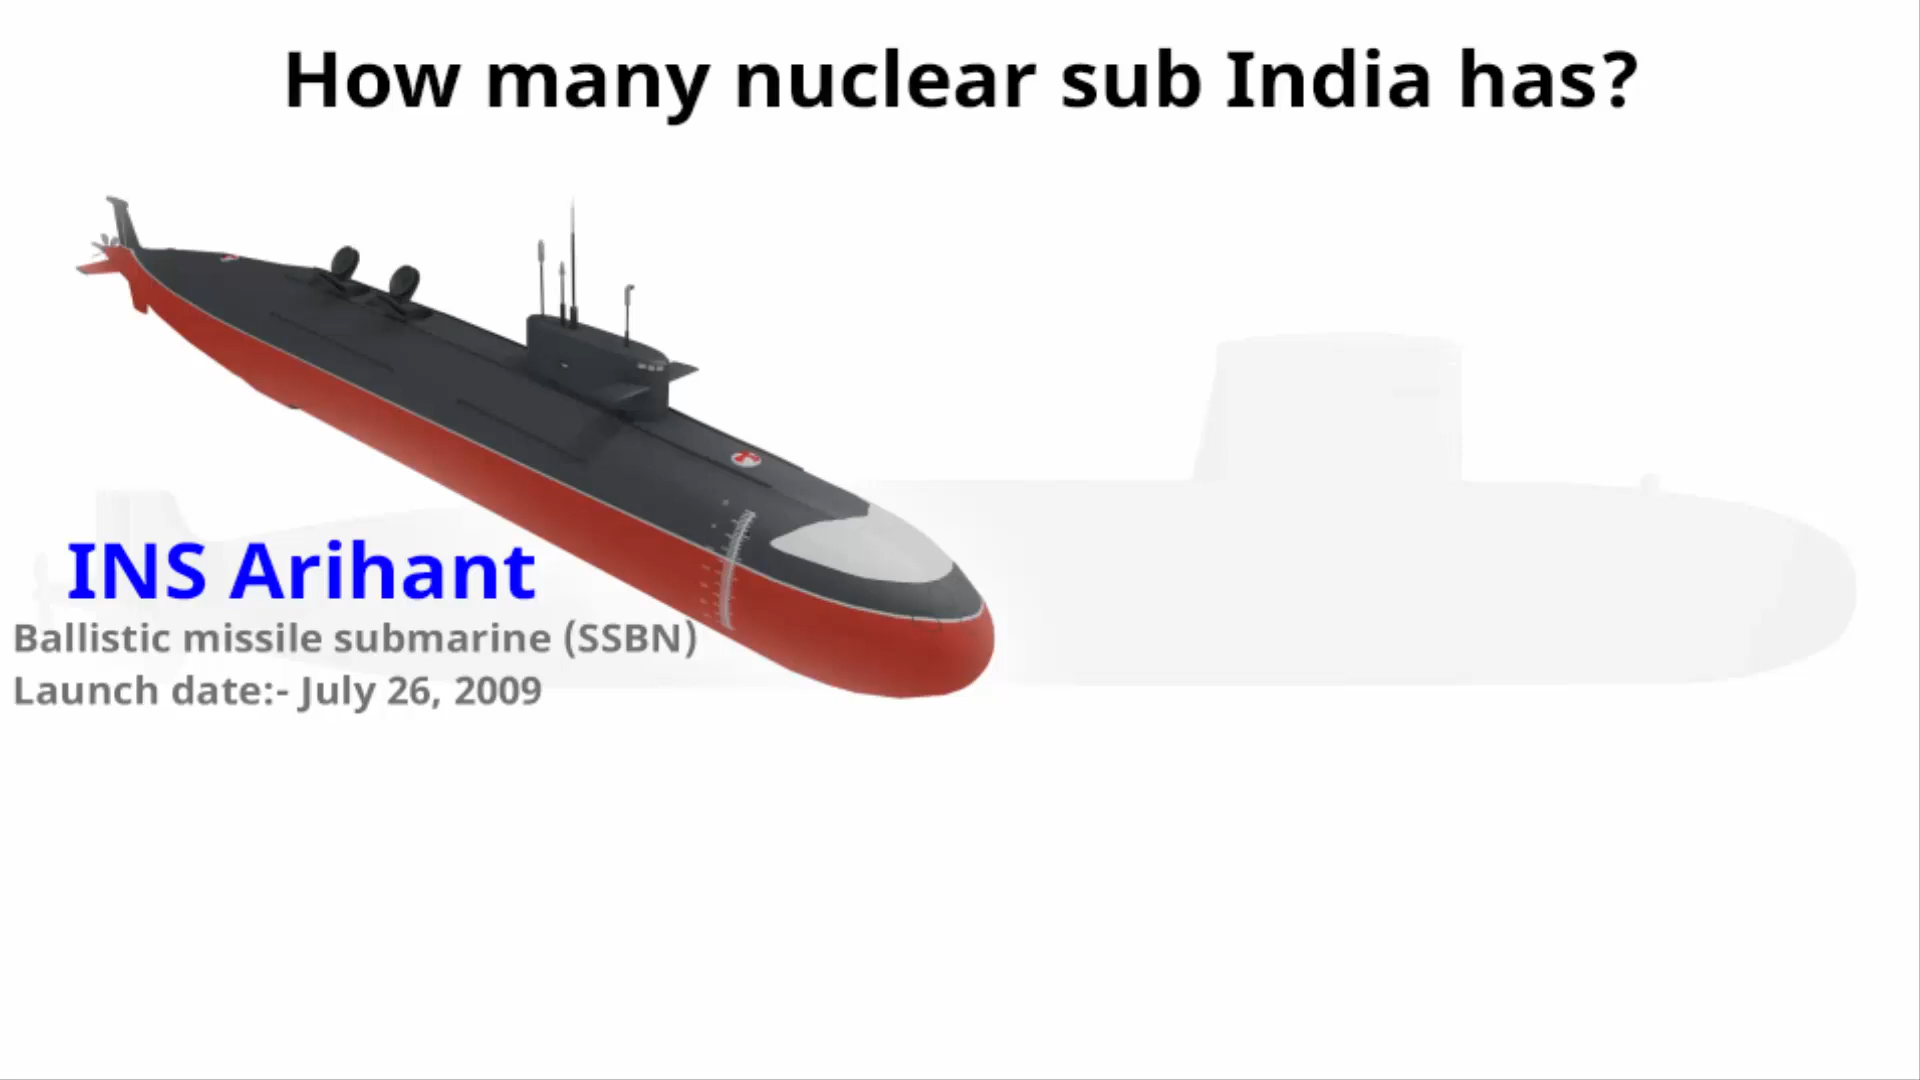 How many nuclear sub India has?
INS Arihant
Ballistic missile submarine (SSBN)
Launch date:- July 26, 2009